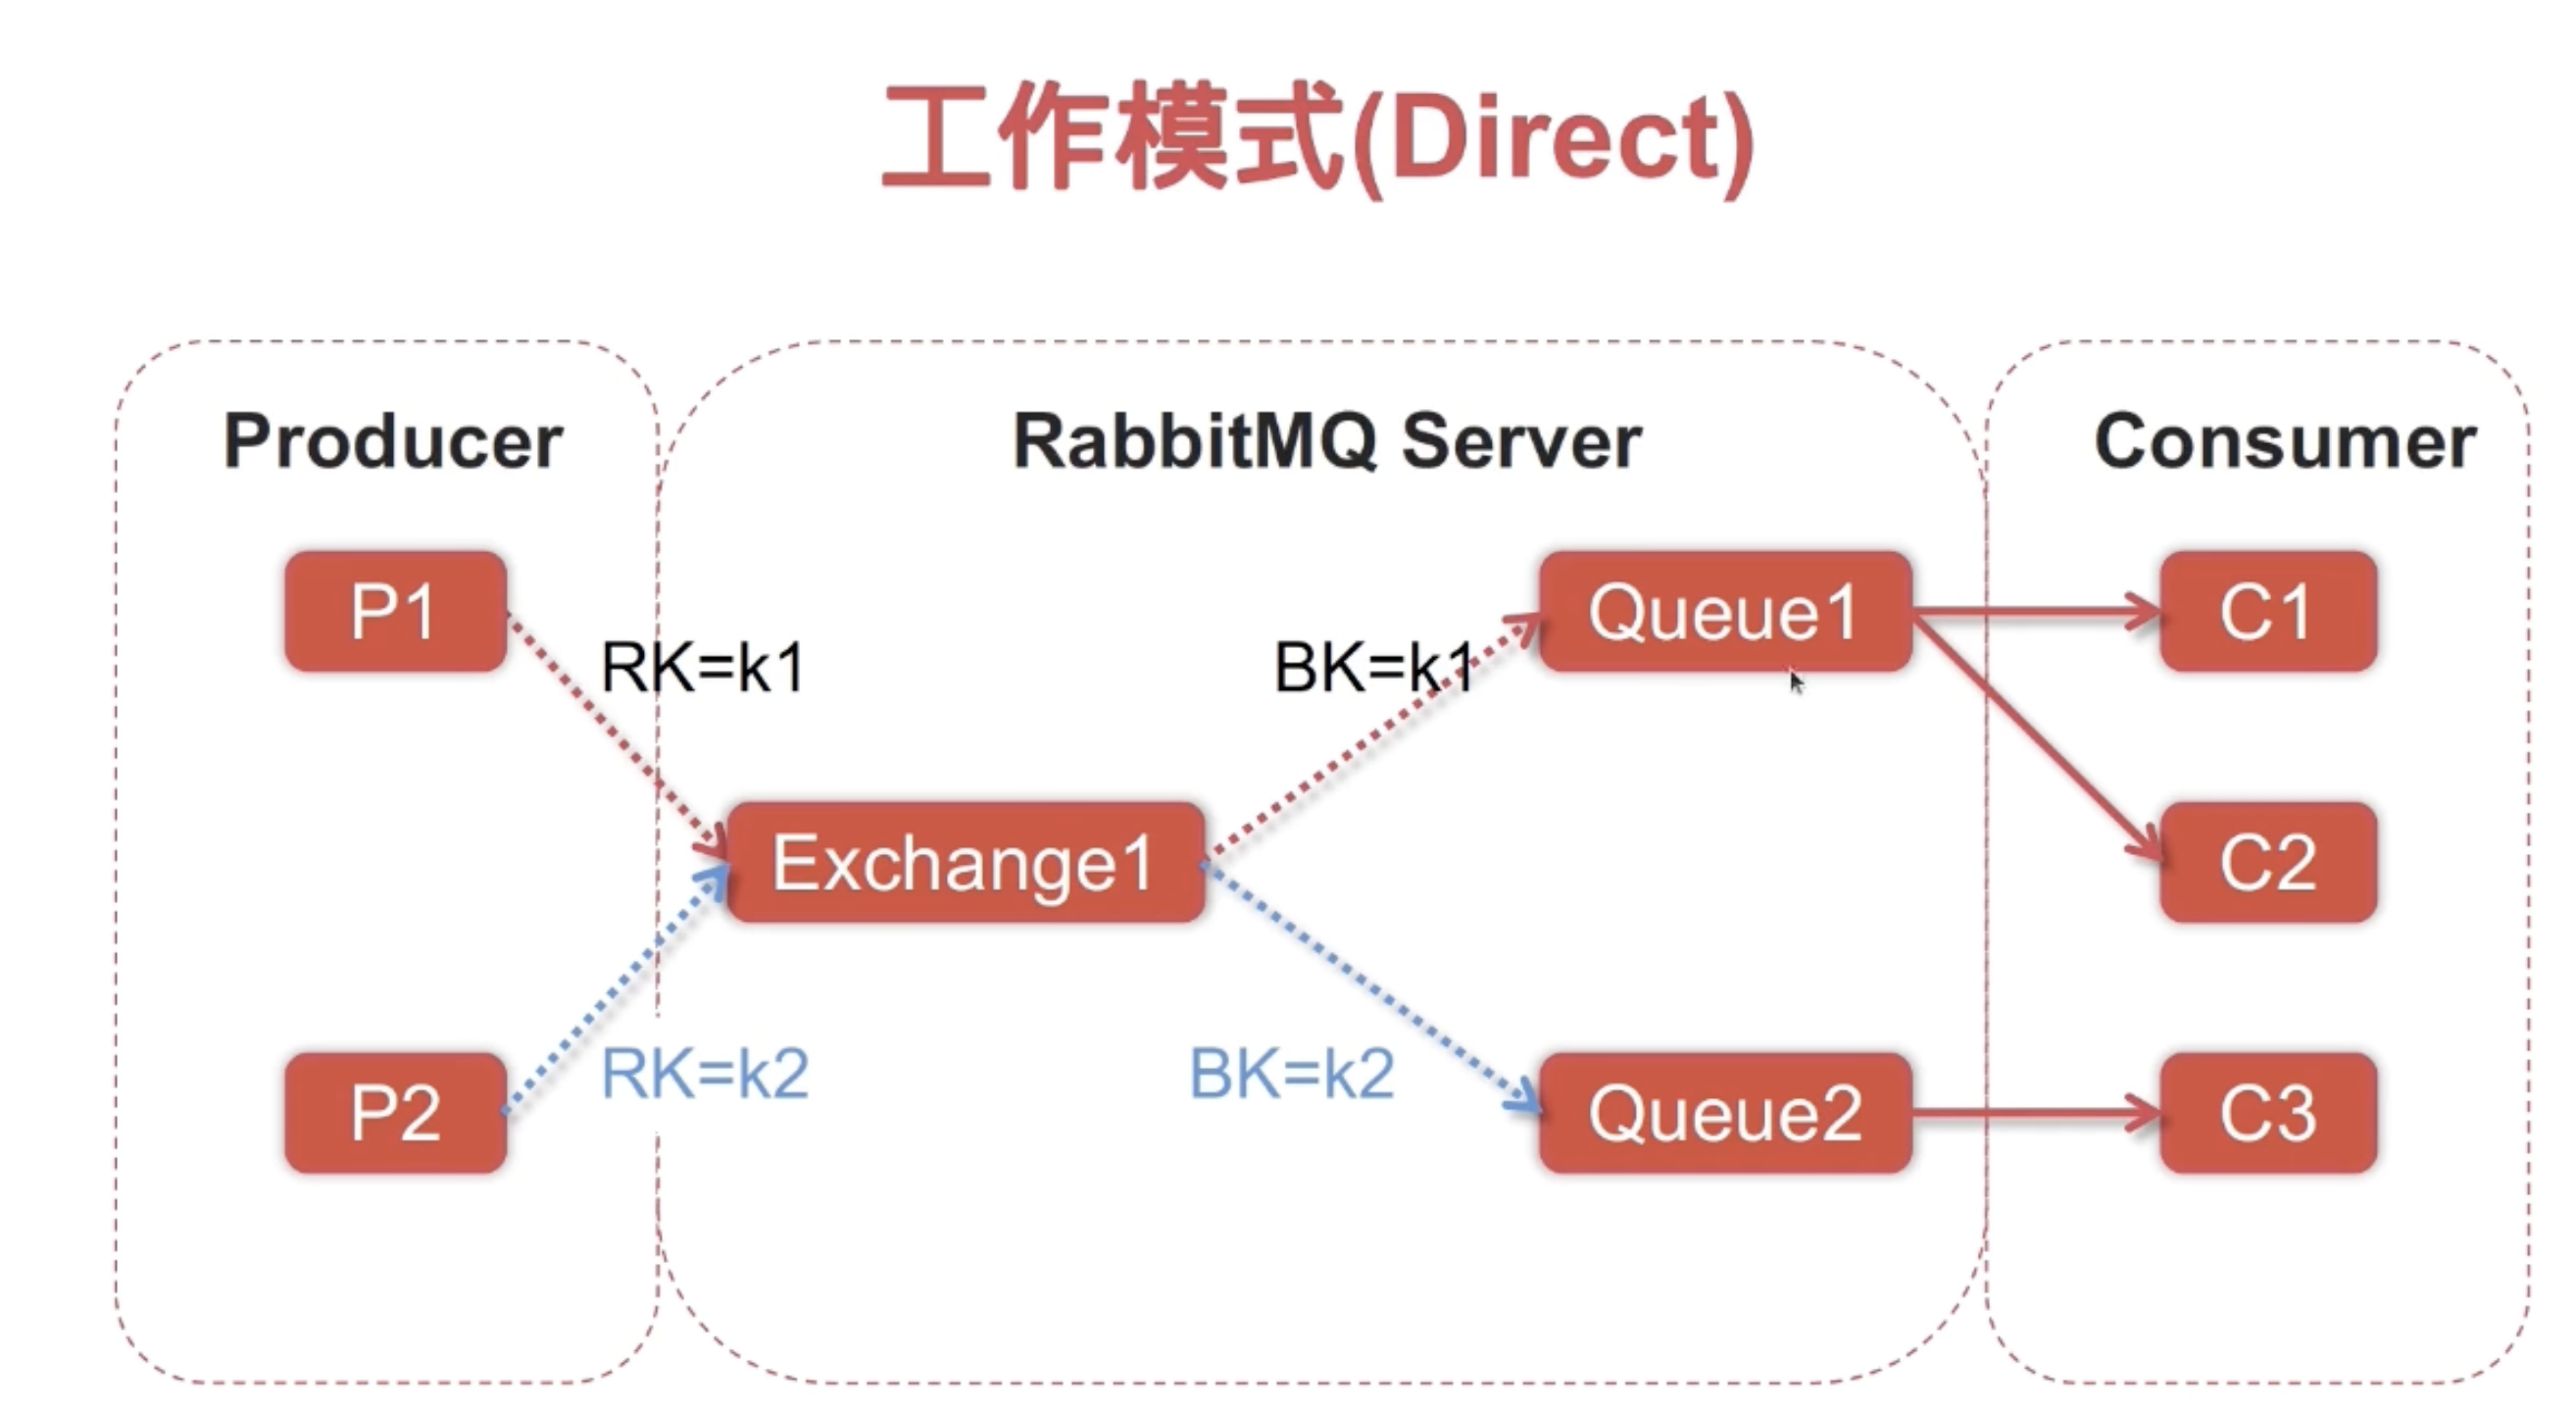 工作模式(Direct)
Producer
RabbitMQ Server
Consumer
P1
RK=k1
BK=k1
Queue1
C1
Exchange1
C2
P2
RK=k2
BK=k2
Queue2
C3